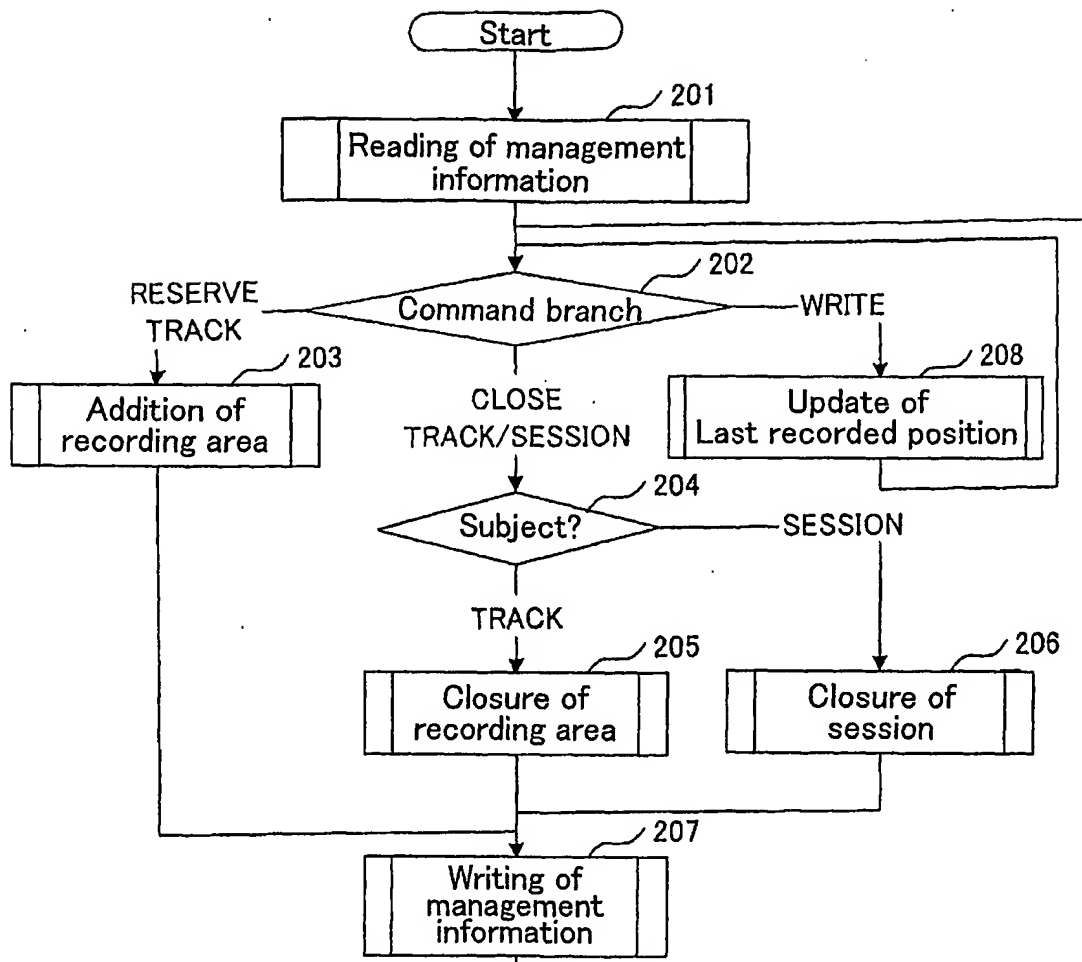 Start
201
Reading of management
information
202
Command branch
RESERVE
TRACK
WRITE
203
Addition of
recording area
CLOSE
TRACK/SESSION
208
Update of
Last recorded position
204
Subject?
SESSION
TRACK
205
Closure of
recording area
206
Closure of
session
207
Writing of
management
information